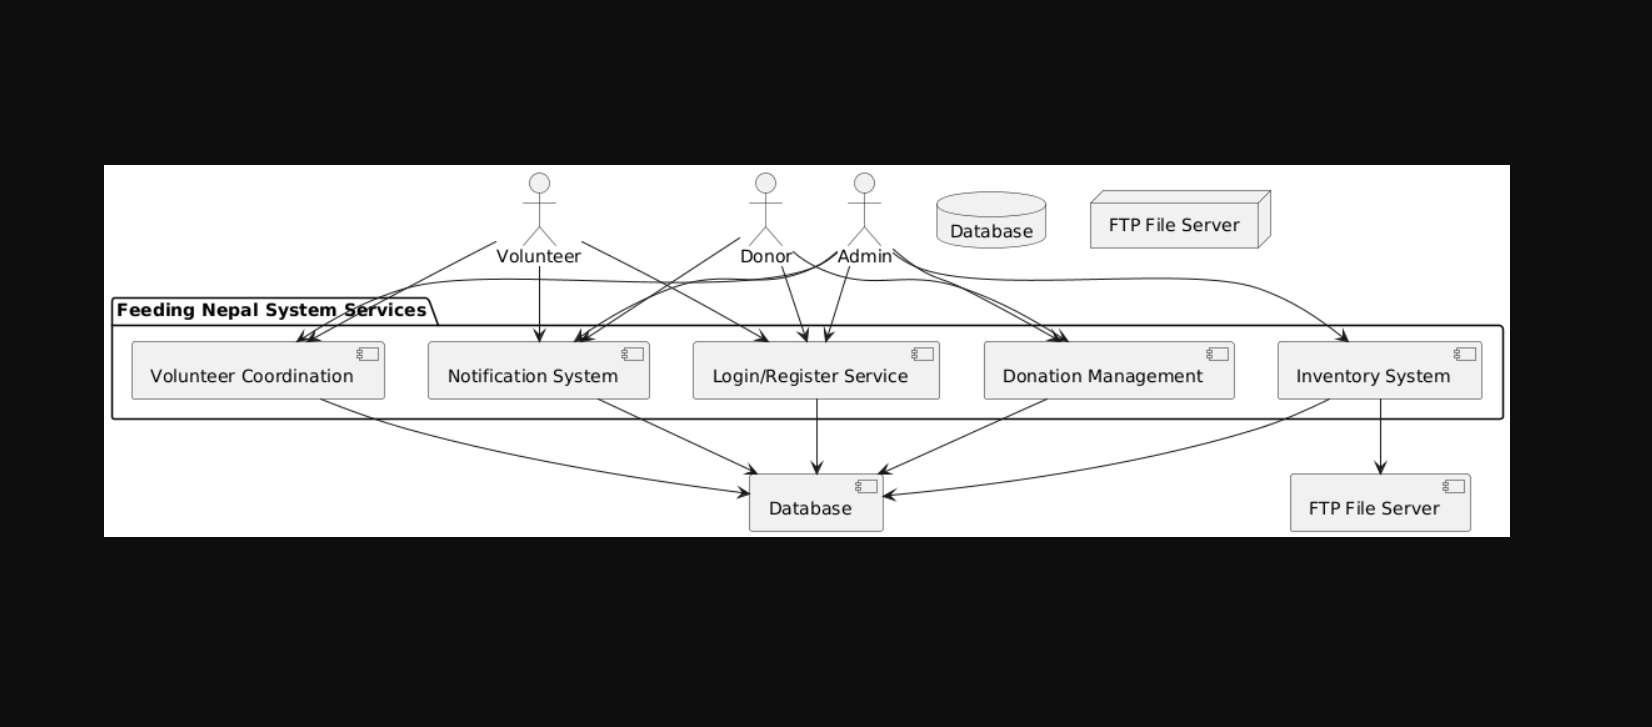 Volunteer
Donor
Admin
Database
FTP File Server
Feeding Nepal System Services
Volunteer Coordination
Notification System
Login/Register Service
Donation Management
Inventory System
Database
FTP File Server